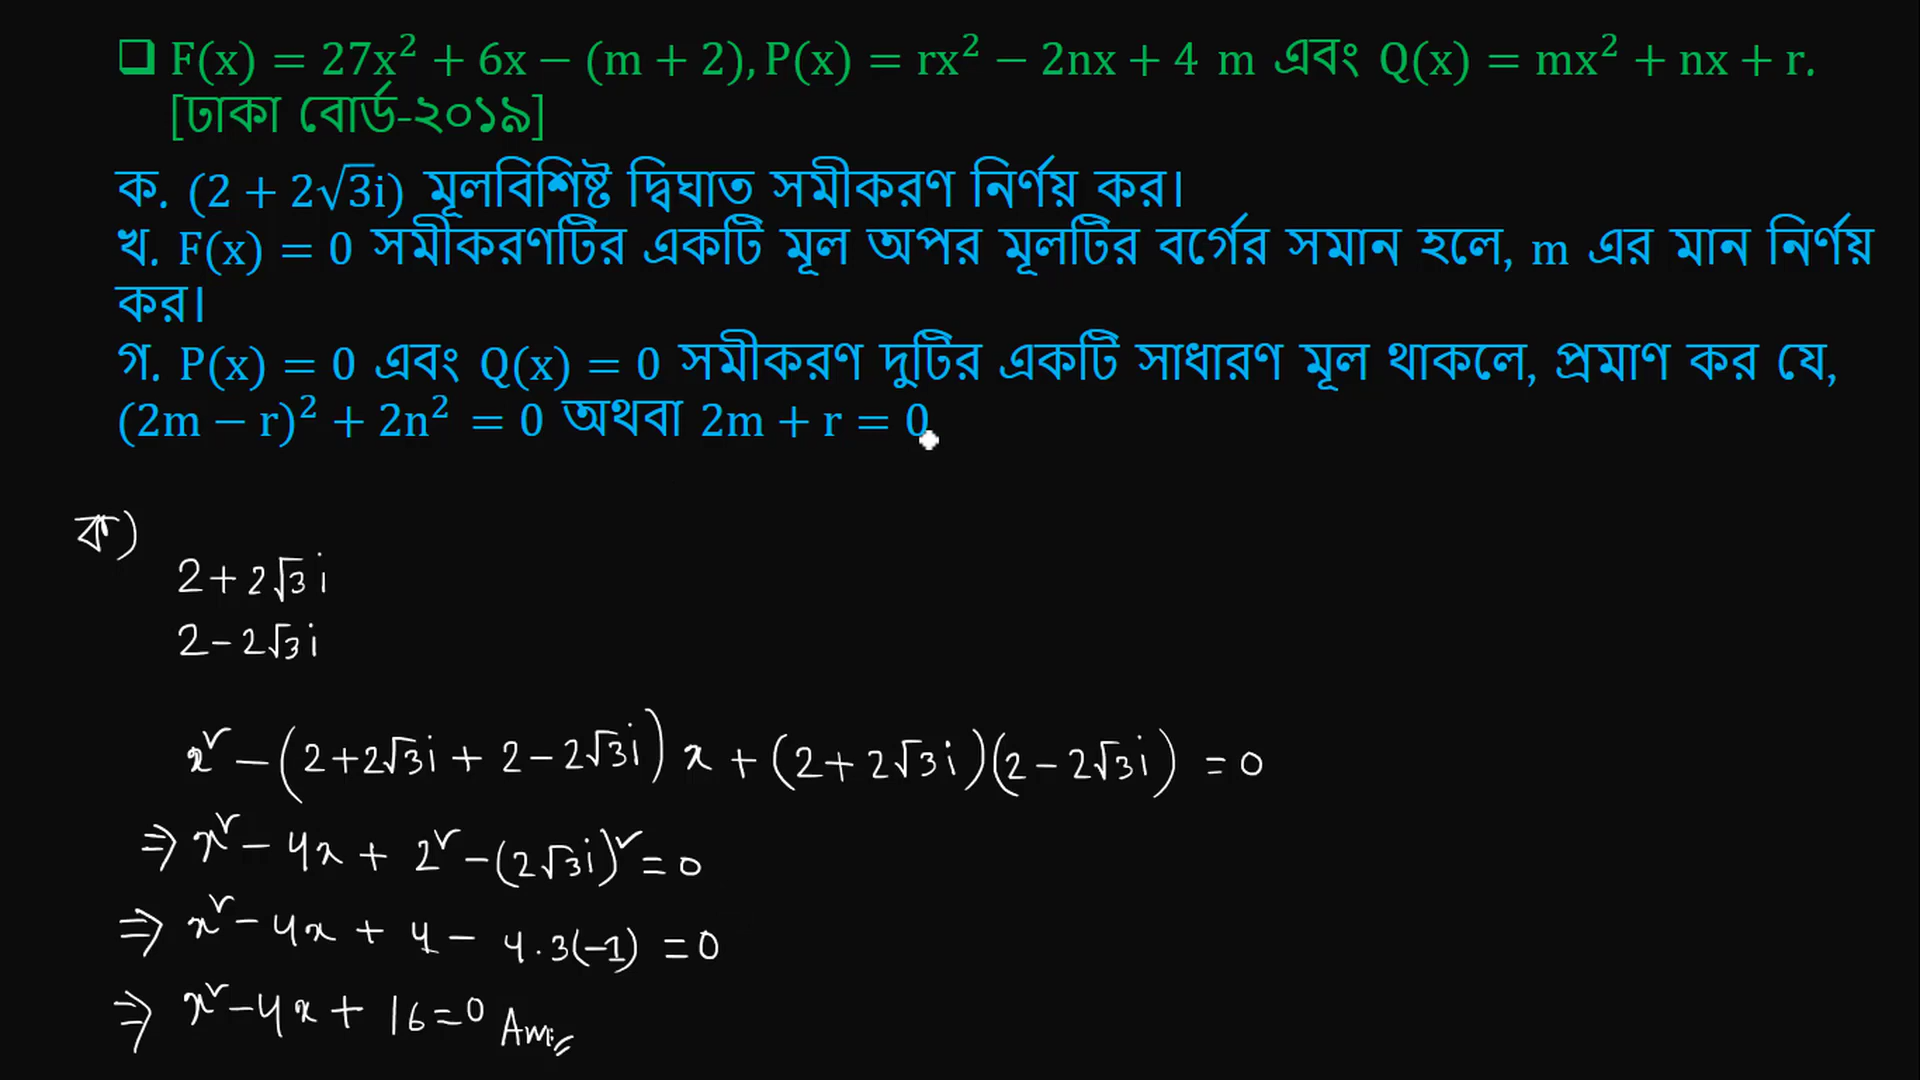 ❑ F(x) = 27x² + 6x − (m + 2), P(x) = rx² − 2nx + 4 m এবং Q(x) = mx² + nx + r.
[ঢাকা বোর্ড-২০১৯]
ক. (2 + 2√3i) মূলবিশিষ্ট দ্বিঘাত সমীকরণ নির্ণয় কর।
খ. F(x) = 0 সমীকরণটির একটি মূল অপর মূলটির বর্গের সমান হলে, m এর মান নির্ণয়
কর।
গ. P(x) = 0 এবং Q(x) = 0 সমীকরণ দুটির একটি সাধারণ মূল থাকলে, প্রমাণ কর যে,
(2m − r)² + 2n² = 0 অথবা 2m + r = 0
ক)
2+2√3 i
2−2√3 i
x² − (2+2√3i + 2−2√3i) x + (2+2√3i)(2−2√3i) = 0
⇒ x² − 4x + 2² − (2√3i)² = 0
⇒ x² − 4x + 4 − 4·3(−1) = 0
⇒ x² − 4x + 16 = 0 Ans